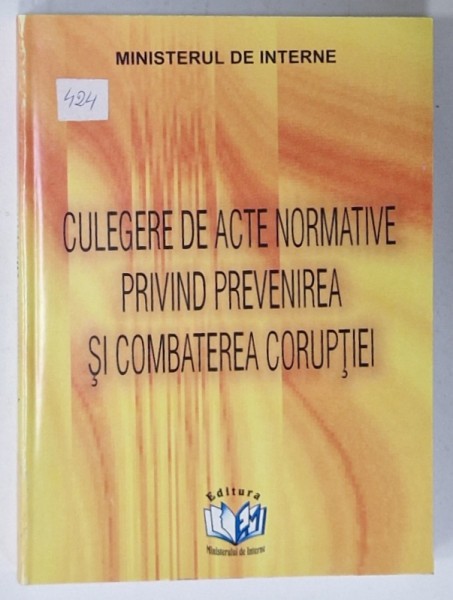 MINISTERUL DE INTERNE
424
CULEGERE DE ACTE NORMATIVE
PRIVIND PREVENIREA
ŞI COMBATEREA CORUPŢIEI
Editura
Ministerului de Interne